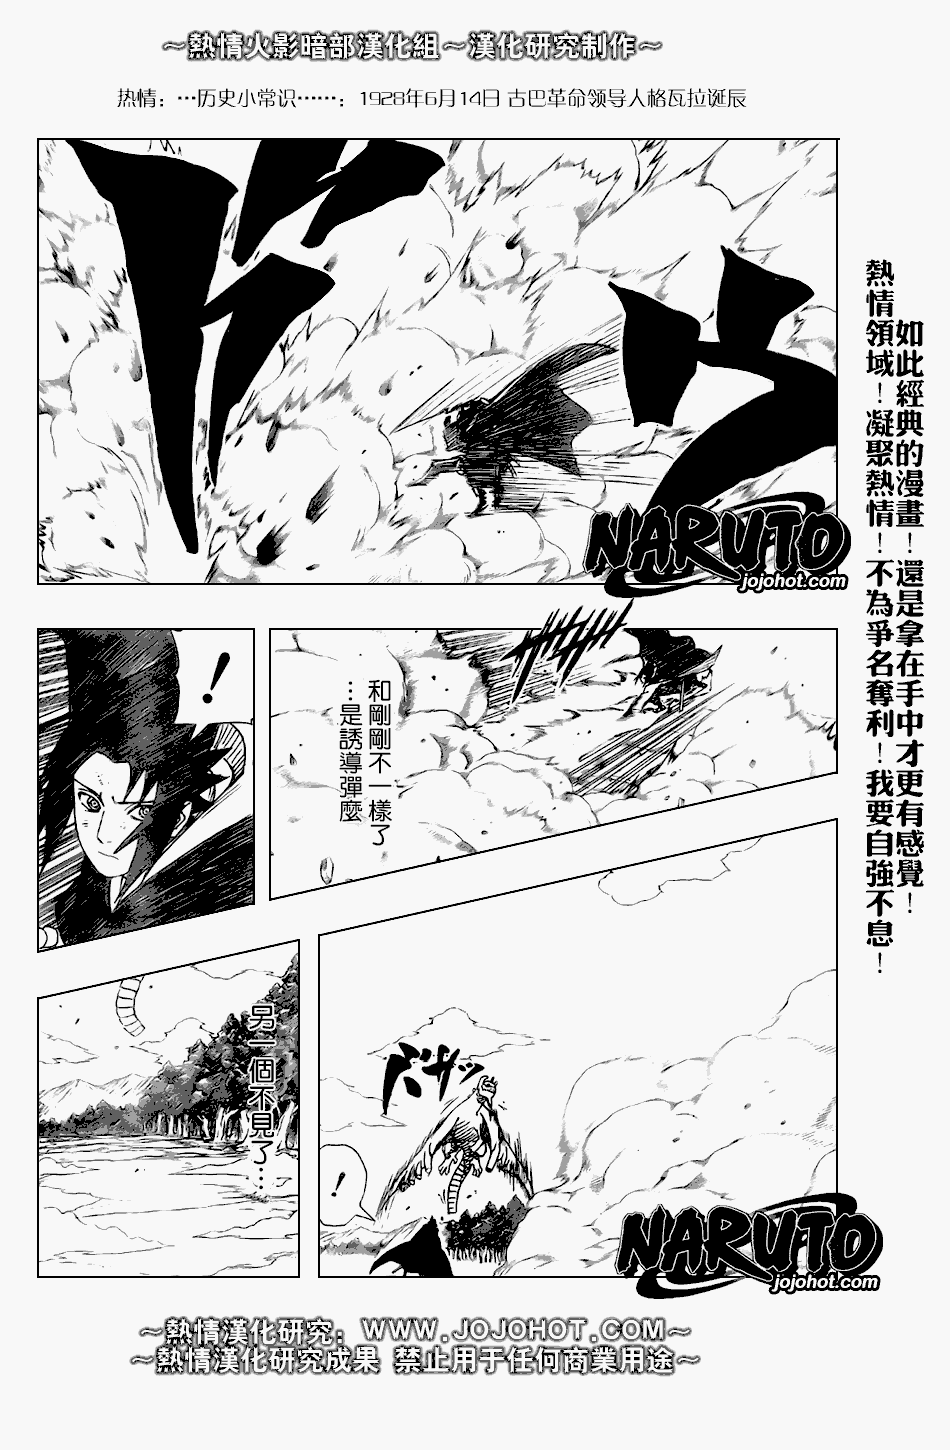 ～熱情火影暗部漢化組～漢化研究制作～
热情：…历史小常识……：1928年6月14日 古巴革命领导人格瓦拉诞辰
ドドウ
NARUTO
jojohot.com
如此經典的漫畫！還是拿在手中才更有感覺！
熱情領域！凝聚熱情！不為爭名奪利！我要自強不息！
和剛剛不一樣了
…是誘導彈麼
！
バサッ
！
另一個不見了…
NARUTO
jojohot.com
～熱情漢化研究：WWW.JOJOHOT.COM～
～熱情漢化研究成果 禁止用于任何商業用途～